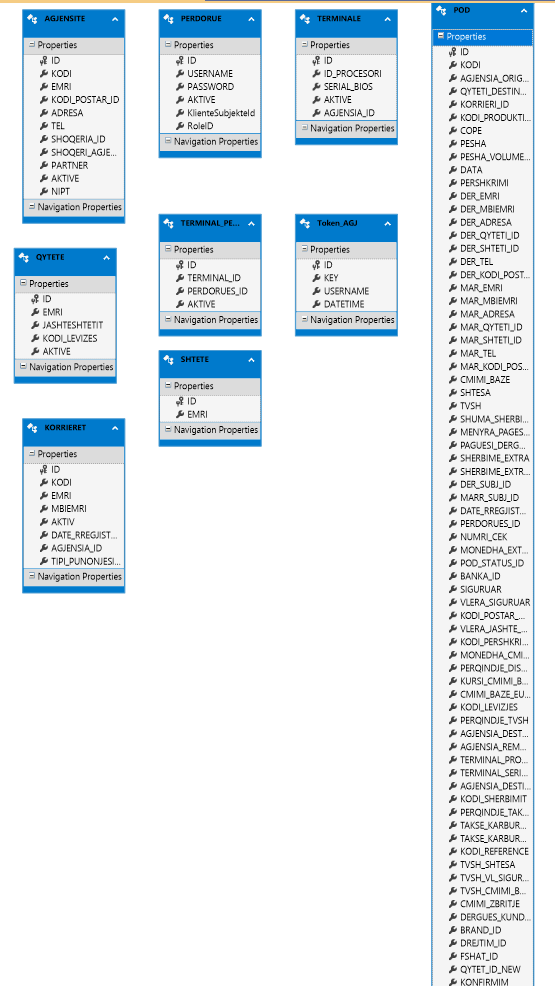 AGJENSITE
Properties
ID
KODI
EMRI
KODI_POSTAR_ID
ADRESA
TEL
SHOQERIA_ID
SHOQERI_AGJE...
PARTNER
AKTIVE
NIPT
Navigation Properties
PERDORUE
Properties
ID
USERNAME
PASSWORD
AKTIVE
KlienteSubjekteId
RoleID
Navigation Properties
TERMINALE
Properties
ID
ID_PROCESORI
SERIAL_BIOS
AKTIVE
AGJENSIA_ID
Navigation Properties
QYTETE
Properties
ID
EMRI
JASHTESHTETIT
KODI_LEVIZES
AKTIVE
Navigation Properties
TERMINAL_PE...
Properties
ID
TERMINAL_ID
PERDORUES_ID
AKTIVE
Navigation Properties
Token_AGJ
Properties
ID
KEY
USERNAME
DATETIME
Navigation Properties
SHTETE
Properties
ID
EMRI
Navigation Properties
KORRIERET
Properties
ID
KODI
EMRI
MBIEMRI
AKTIV
DATE_RREGJIST...
AGJENSIA_ID
TIPI_PUNONJESI...
Navigation Properties
POD
Properties
ID
KODI
AGJENSIA_ORIG...
QYTETI_DESTIN...
KORRIERI_ID
KODI_PRODUKTI...
COPE
PESHA
PESHA_VOLUME...
DATA
PERSHKRIMI
DER_EMRI
DER_MBIEMRI
DER_ADRESA
DER_QYTETI_ID
DER_SHTETI_ID
DER_TEL
DER_KODI_POST...
MAR_EMRI
MAR_MBIEMRI
MAR_ADRESA
MAR_QYTETI_ID
MAR_SHTETI_ID
MAR_TEL
MAR_KODI_POS...
CMIMI_BAZE
SHTESA
TVSH
SHUMA_SHERBI...
MENYRA_PAGES...
PAGUESI_DERG...
SHERBIME_EXTRA
SHERBIME_EXTR...
DER_SUBJ_ID
MARR_SUBJ_ID
DATE_RREGJIST...
PERDORUES_ID
NUMRI_CEK
MONEDHA_EXT...
POD_STATUS_ID
BANKA_ID
SIGURUAR
VLERA_SIGURUAR
KODI_POSTAR_...
VLERA_JASHTE_...
KODI_PERSHKRI...
MONEDHA_CMI...
PERQINDJE_DIS...
KURSI_CMIMI_B...
CMIMI_BAZE_EU...
KODI_LEVIZJES
PERQINDJE_TVSH
AGJENSIA_DEST...
AGJENSIA_REM...
TERMINAL_PRO...
TERMINAL_SERI...
AGJENSIA_DESTI...
KODI_SHERBIMIT
PERQINDJE_TAK...
TAKSE_KARBUR...
TAKSE_KARBUR...
KODI_REFERENCE
TVSH_SHTESA
TVSH_VL_SIGUR...
TVSH_CMIMI_B...
CMIMI_ZBRITJE
DERGUES_KUND...
BRAND_ID
DREJTIM_ID
FSHAT_ID
QYTET_ID_NEW
KONFIRMIM